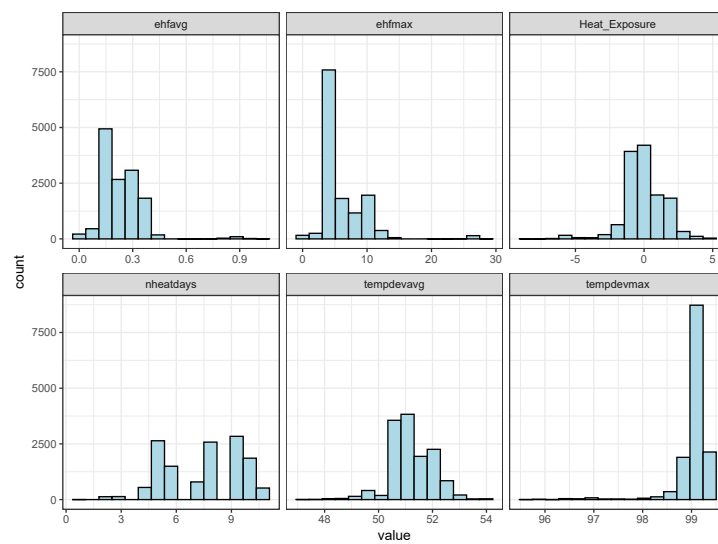 ehfavg ehfmax Heat_Exposure
7500
5000
2500
0
0.0 0.3 0.6 0.9 0 10 20 30 -5 0 5
count
nheatdays tempdevavg tempdevmax
7500
5000
2500
0
0 3 6 9 48 50 52 54 96 97 98 99
value